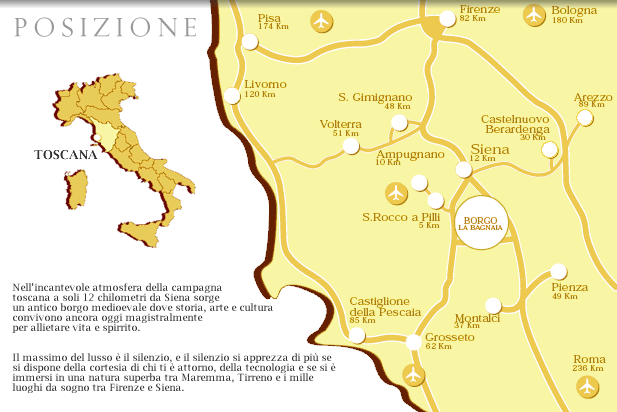 POSIZIONE
Pisa
174 Km
Firenze
82 Km
Bologna
180 Km
Livorno
120 Km
S. Gimignano
48 Km
Arezzo
89 Km
Volterra
51 Km
Castelnuovo
Berardenga
30 Km
Ampugnano
10 Km
Siena
12 Km
TOSCANA
S.Rocco a Pilli
5 Km
BORGO
LA BAGNAIA
Pienza
49 Km
Montalci
37 Km
Castiglione
della Pescaia
85 Km
Grosseto
62 Km
Roma
236 Km
Nell'incantevole atmosfera della campagna
toscana a soli 12 chilometri da Siena sorge
un antico borgo medioevale dove storia, arte e cultura
convivono ancora oggi magistralmente
per allietare vita e spirrito.
Il massimo del lusso è il silenzio, e il silenzio si apprezza di più se
si dispone della cortesia di chi ti è attorno, della tecnologia e se si è
immersi in una natura superba tra Maremma, Tirreno e i mille
luoghi da sogno tra Firenze e Siena.